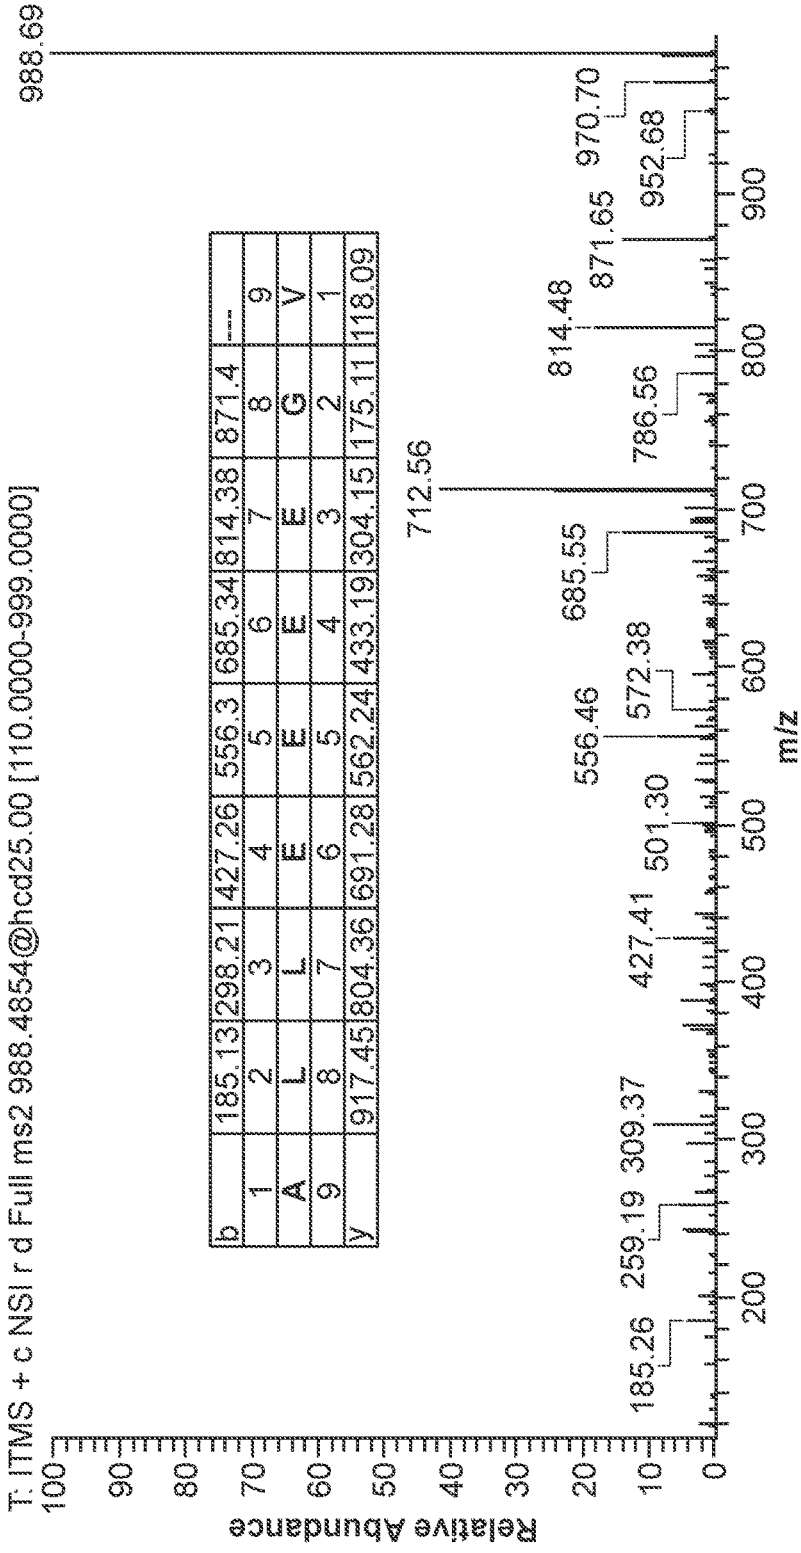 T: ITMS + c NSI r d Full ms2 988.4854@hcd25.00 [110.0000-999.0000]
988.69
b 185.13 298.21 427.26 556.3 685.34 814.38 871.4 ---
1 2 3 4 5 6 7 8 9
A L L E E E E G V
9 8 7 6 5 4 3 2 1
y 917.45 804.36 691.28 562.24 433.19 304.15 175.11 118.09
712.56
814.48
970.70
871.65
952.68
786.56
685.55
556.46
572.38
501.30
427.41
309.37
259.19
185.26
Relative Abundance
100
90
80
70
60
50
40
30
20
10
0
200 300 400 500 600 700 800 900
m/z